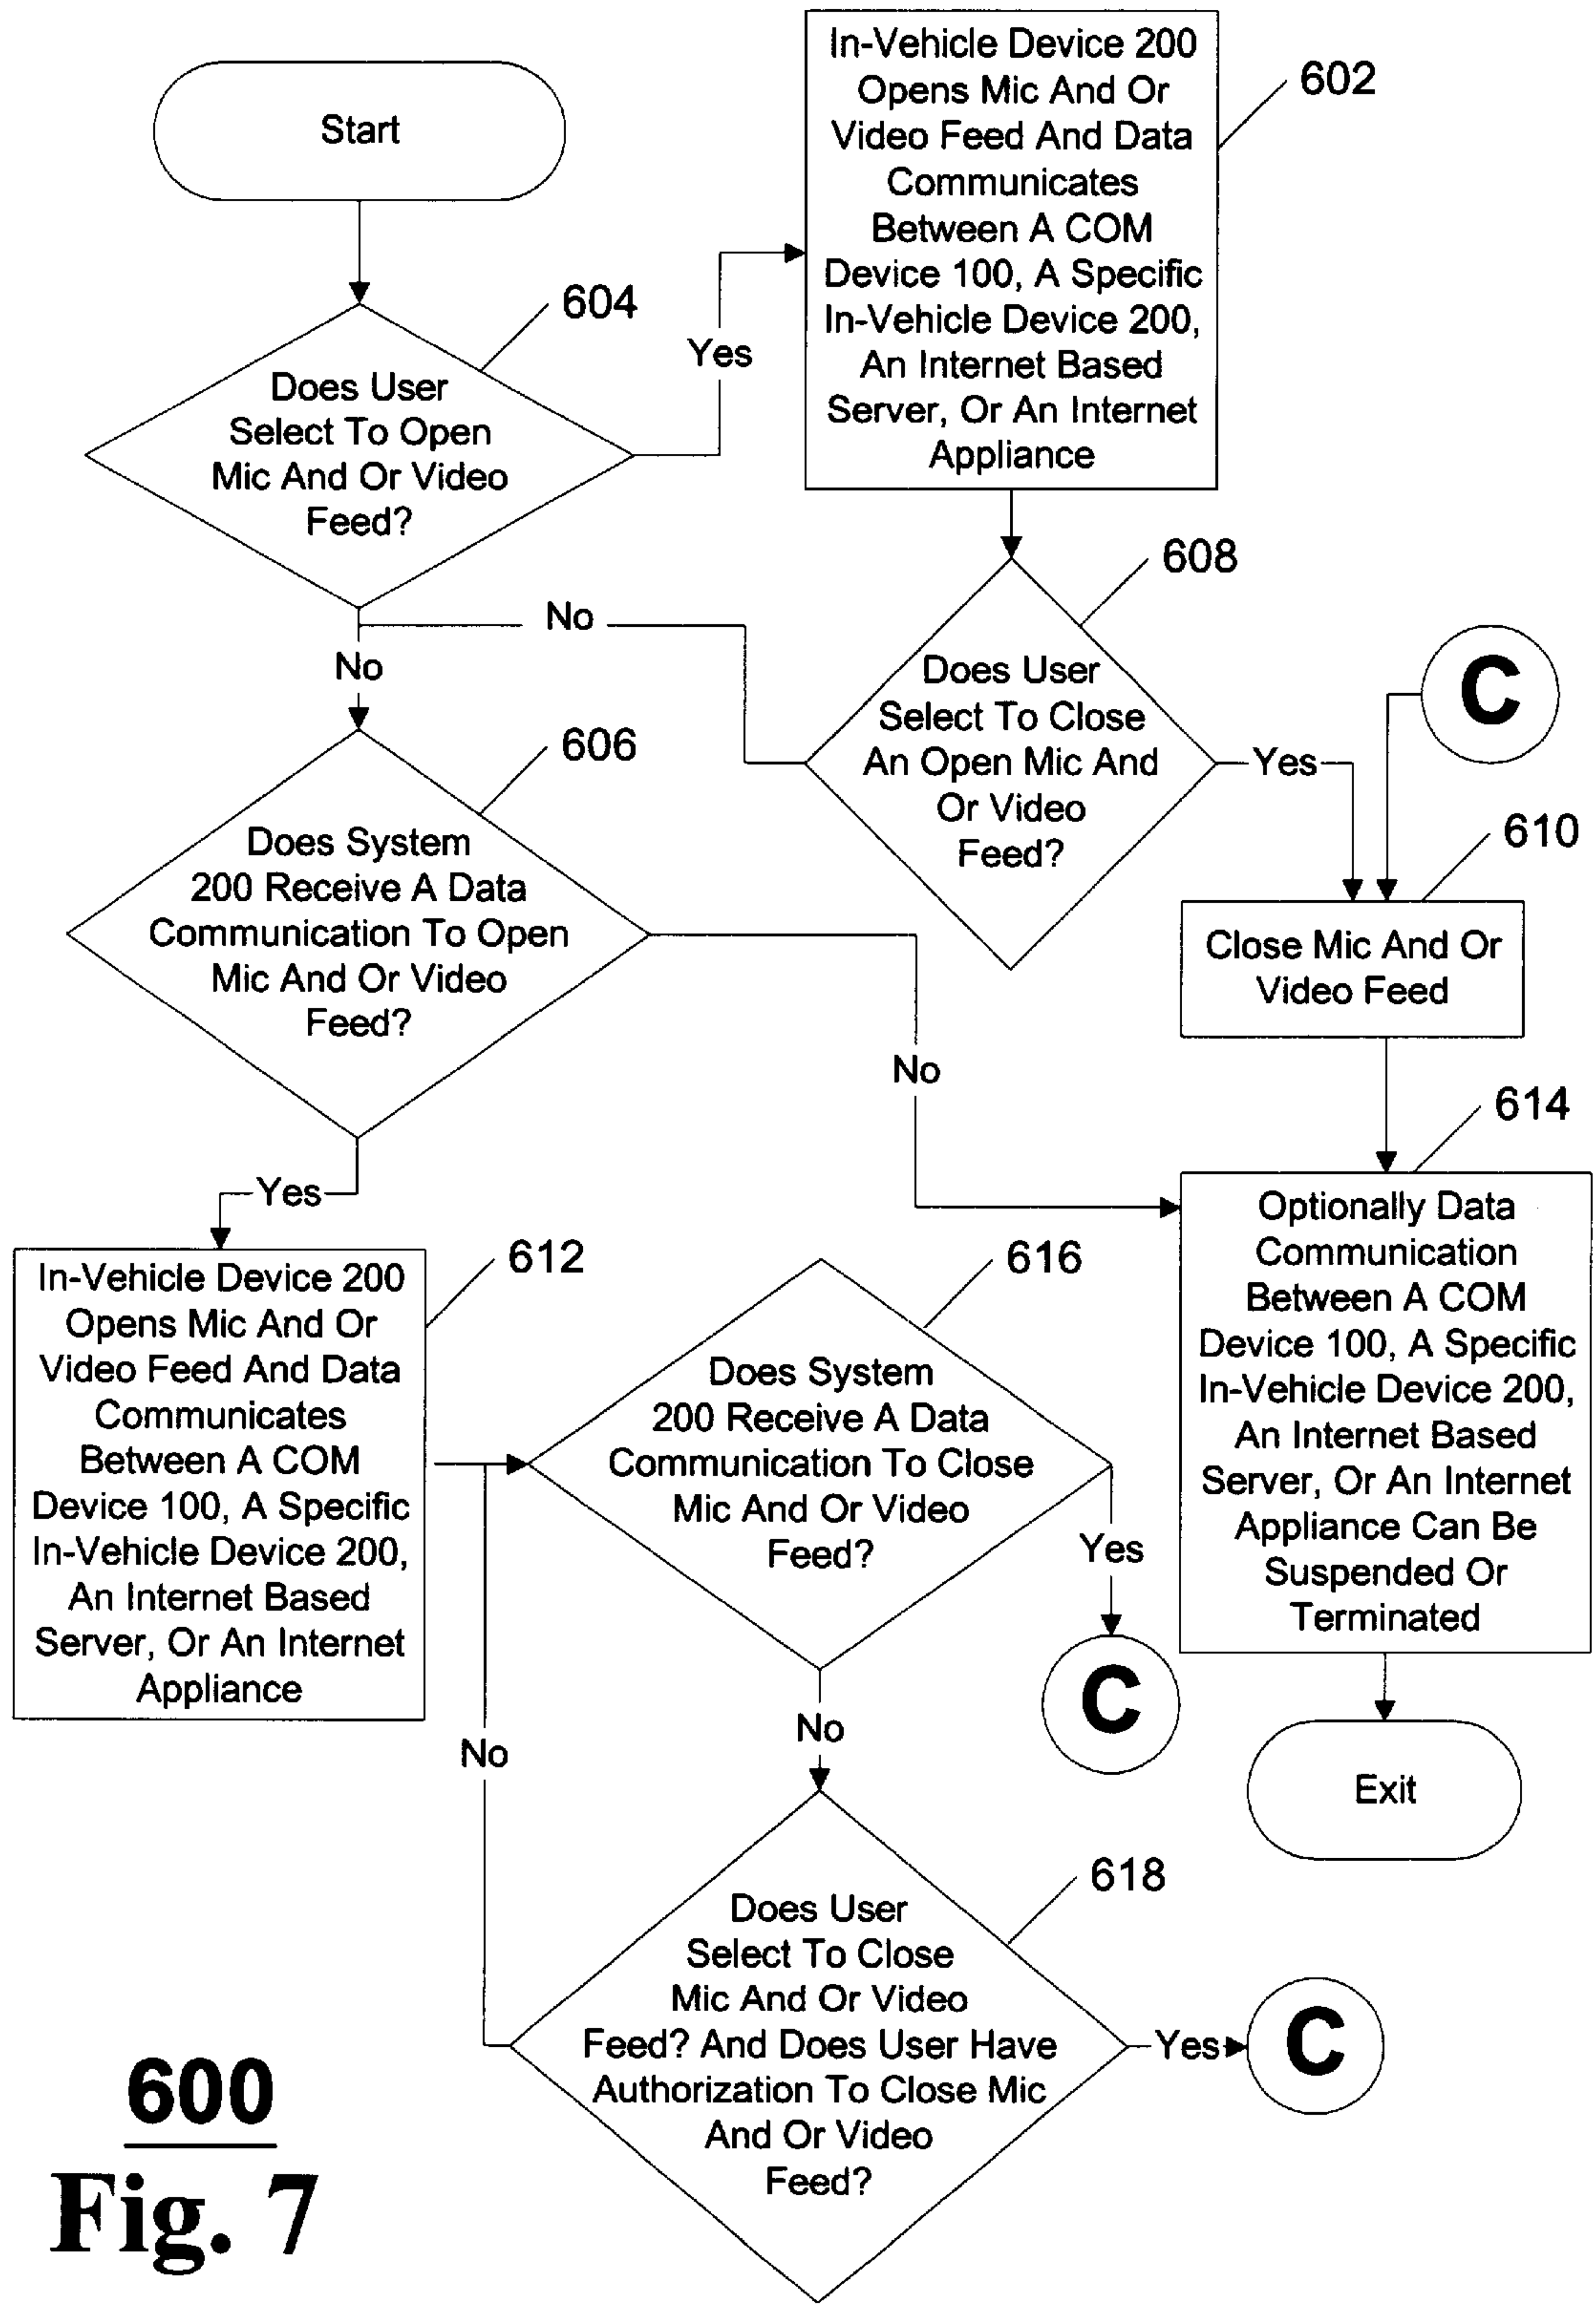 Start
In-Vehicle Device 200
Opens Mic And Or
Video Feed And Data
Communicates
Between A COM
Device 100, A Specific
In-Vehicle Device 200,
An Internet Based
Server, Or An Internet
Appliance
602
604
Does User
Select To Open
Mic And Or Video
Feed?
Yes
No
No
608
Does User
Select To Close
An Open Mic And
Or Video
Feed?
Yes
C
606
Does System
200 Receive A Data
Communication To Open
Mic And Or Video
Feed?
No
Yes
610
Close Mic And Or
Video Feed
614
Optionally Data
Communication
Between A COM
Device 100, A Specific
In-Vehicle Device 200,
An Internet Based
Server, Or An Internet
Appliance Can Be
Suspended Or
Terminated
612
In-Vehicle Device 200
Opens Mic And Or
Video Feed And Data
Communicates
Between A COM
Device 100, A Specific
In-Vehicle Device 200,
An Internet Based
Server, Or An Internet
Appliance
616
Does System
200 Receive A Data
Communication To Close
Mic And Or Video
Feed?
Yes
C
No
No
Exit
618
Does User
Select To Close
Mic And Or Video
Feed? And Does User Have
Authorization To Close Mic
And Or Video
Feed?
Yes
C
600
Fig. 7